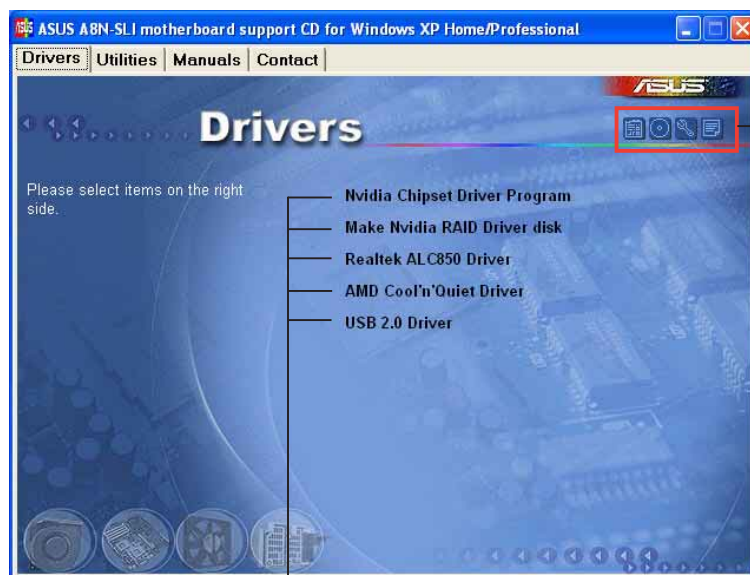 ASUS A8N-SLI motherboard support CD for Windows XP Home/Professional
Drivers Utilities Manuals Contact
ASUS
Drivers
Please select items on the right
side.
Nvidia Chipset Driver Program
Make Nvidia RAID Driver disk
Realtek ALC850 Driver
AMD Cool'n'Quiet Driver
USB 2.0 Driver